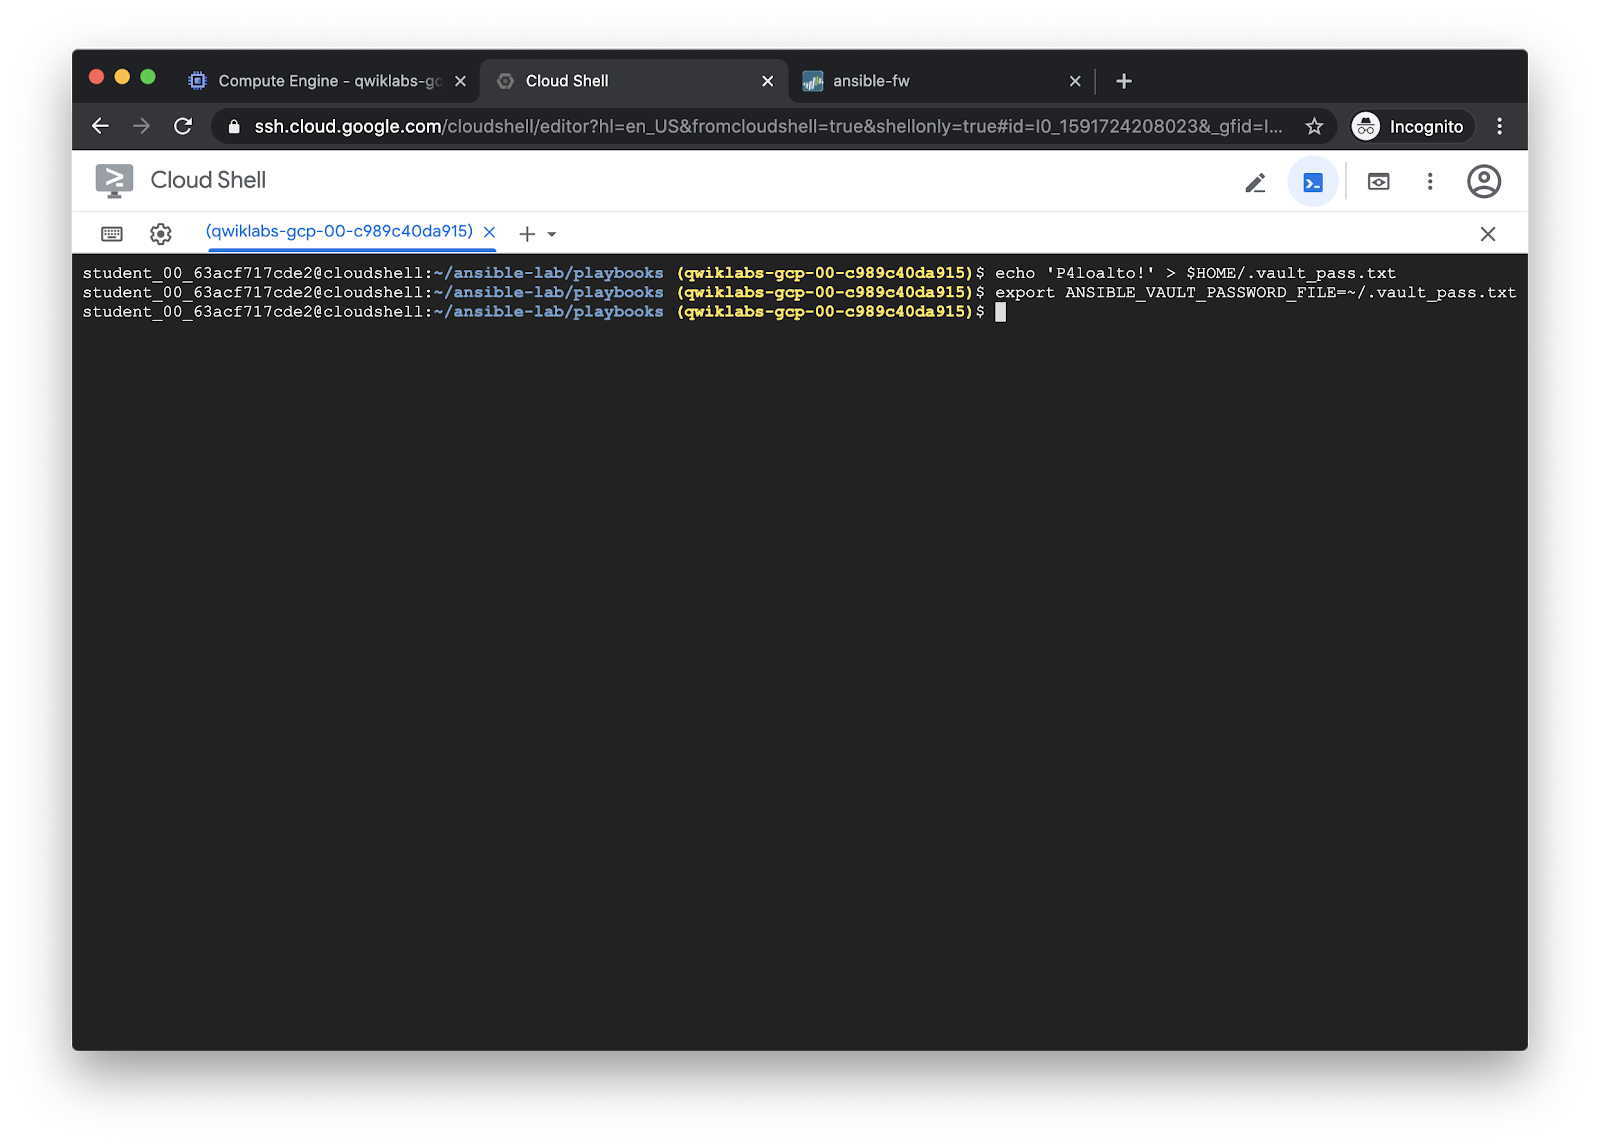 Compute Engine - qwiklabs-gc
Cloud Shell
ansible-fw
ssh.cloud.google.com/cloudshell/editor?hl=en_US&fromcloudshell=true&shellonly=true#id=I0_1591724208023&_gfid=I...
Incognito
Cloud Shell
(qwiklabs-gcp-00-c989c40da915)
student_00_63acf717cde2@cloudshell:~/ansible-lab/playbooks (qwiklabs-gcp-00-c989c40da915)$ echo 'P4loalto!' > $HOME/.vault_pass.txt
student_00_63acf717cde2@cloudshell:~/ansible-lab/playbooks (qwiklabs-gcp-00-c989c40da915)$ export ANSIBLE_VAULT_PASSWORD_FILE=~/.vault_pass.txt
student_00_63acf717cde2@cloudshell:~/ansible-lab/playbooks (qwiklabs-gcp-00-c989c40da915)$